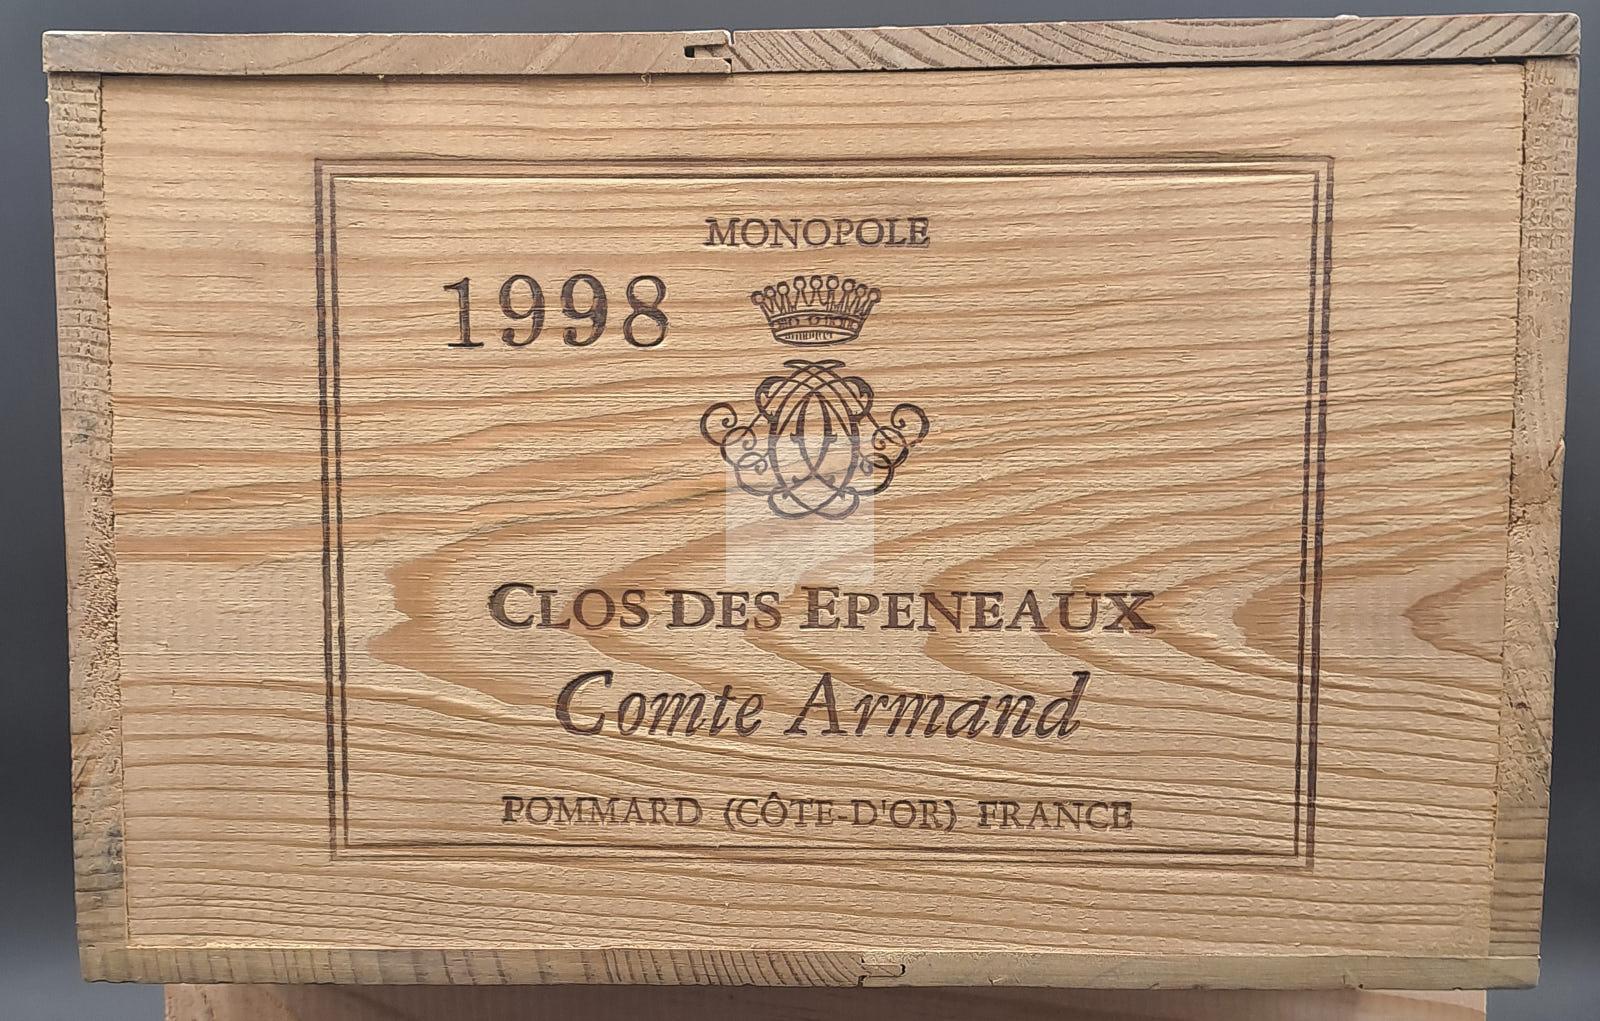 MONOPOLE
1998
CLOS DES EPENEAUX
Comte Armand
POMMARD (CÔTE-D'OR) FRANCE